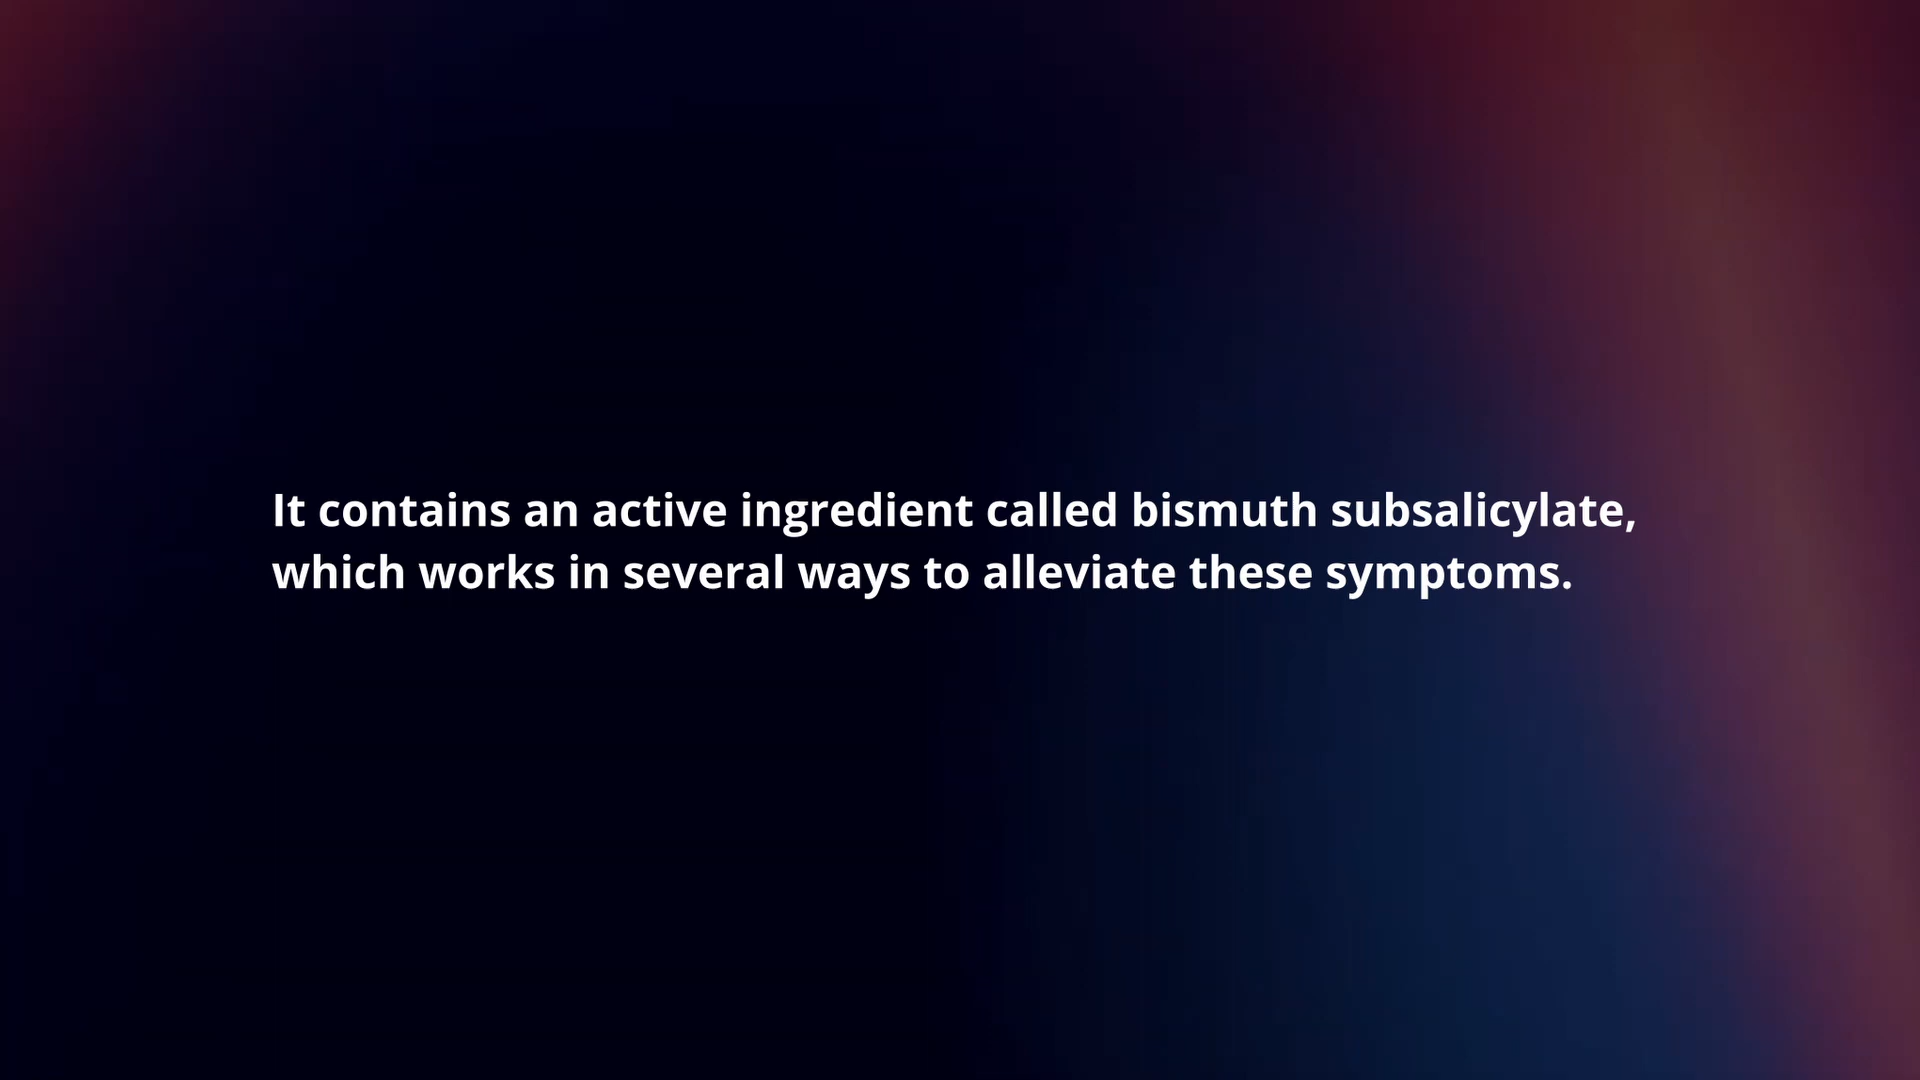 It contains an active ingredient called bismuth subsalicylate,
which works in several ways to alleviate these symptoms.